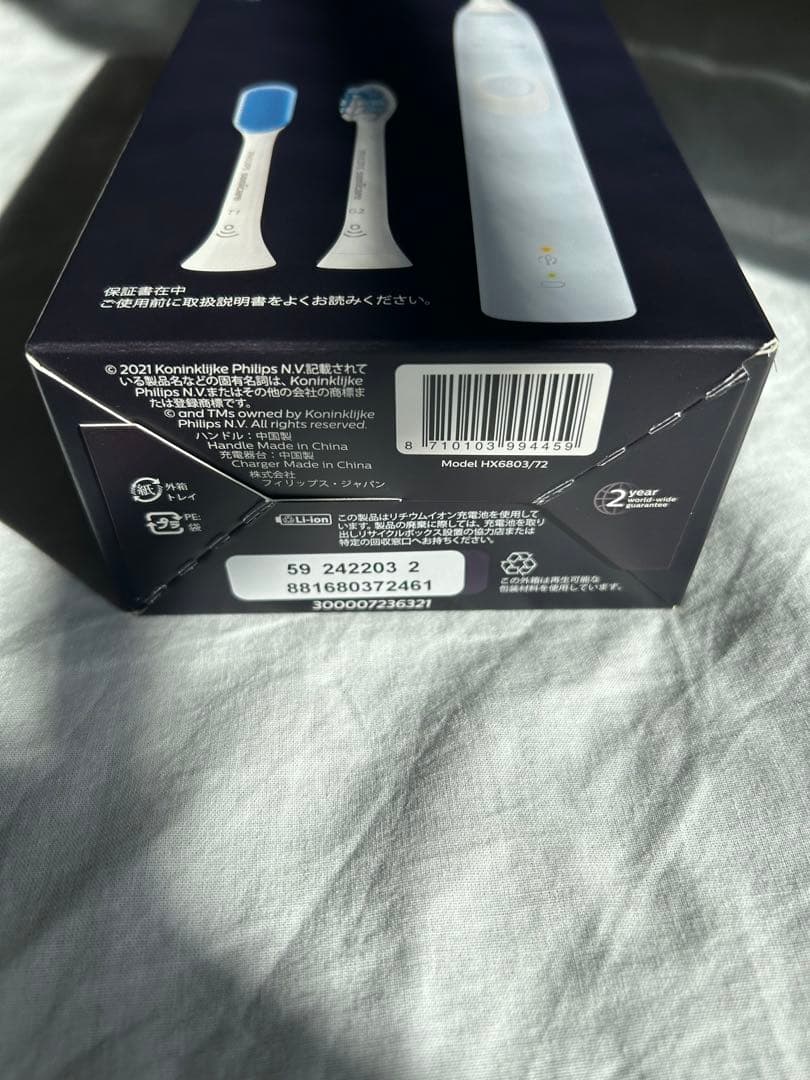 sonicare
T1
sonicare
G2
保証書在中
ご使用前に取扱説明書をよくお読みください。
© 2021 Koninklijke Philips N.V.記載されて
いる製品名などの固有名詞は、Koninklijke
Philips N.V.またはその他の会社の商標ま
たは登録商標です。
© and TMs owned by Koninklijke
Philips N.V. All rights reserved.
ハンドル：中国製
Handle Made in China
充電器台：中国製
Charger Made in China
株式会社
フィリップス・ジャパン
8 710103 994459
Model HX6803/72
紙 外箱
トレイ
プラ PE:
袋
Li-ion
この製品はリチウムイオン充電池を使用して
います。製品の廃棄に際しては、充電池を取り
出しリサイクルボックス設置の協力店または
特定の回収窓口へお持ちください。
2 year
world-wide
guarantee
59 242203 2
881680372461
300007236321
この外箱は再生可能な
包装材料を使用しています。